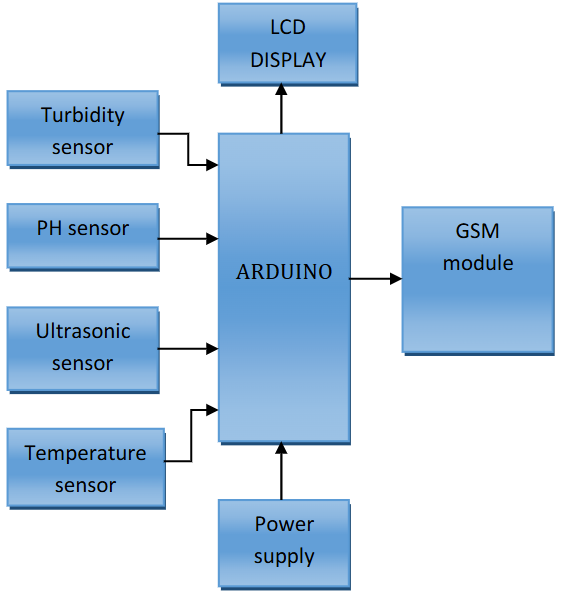 LCD
DISPLAY
Turbidity
sensor
PH sensor
Ultrasonic
sensor
Temperature
sensor
ARDUINO
GSM
module
Power
supply